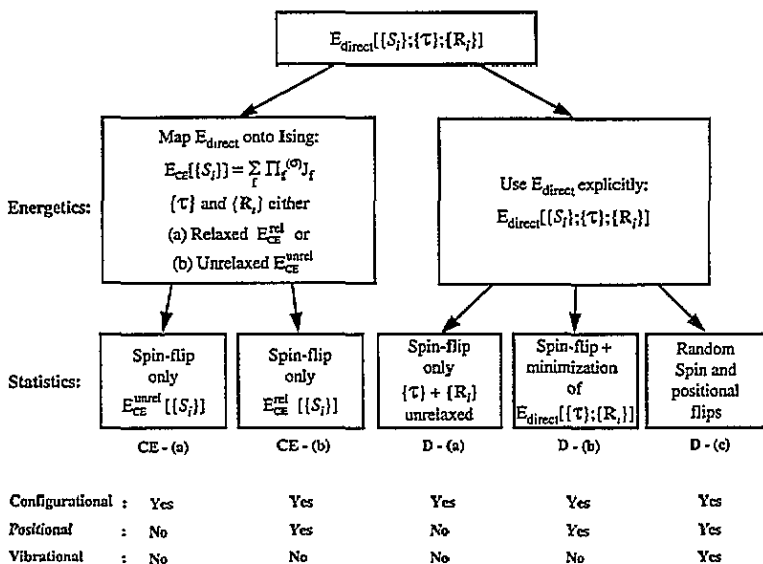 E_direct[{S_i};{τ};{R_i}]
Map E_direct onto Ising:
E_CE[{S_i}] = Σ_f Π_f^(σ) J_f
{τ} and {R_i} either
(a) Relaxed E_CE^rel or
(b) Unrelaxed E_CE^unrel
Energetics:
Use E_direct explicitly:
E_direct[{S_i};{τ};{R_i}]
Statistics:
Spin-flip
only
E_CE^unrel [{S_i}]
CE - (a)
Spin-flip
only
E_CE^rel [{S_i}]
CE - (b)
Spin-flip
only
{τ} + {R_i}
unrelaxed
D - (a)
Spin-flip +
minimization
of
E_direct[{τ};{R_i}]
D - (b)
Random
Spin and
positional
flips
D - (c)
Configurational : Yes Yes Yes Yes Yes
Positional : No Yes No Yes Yes
Vibrational : No No No No Yes